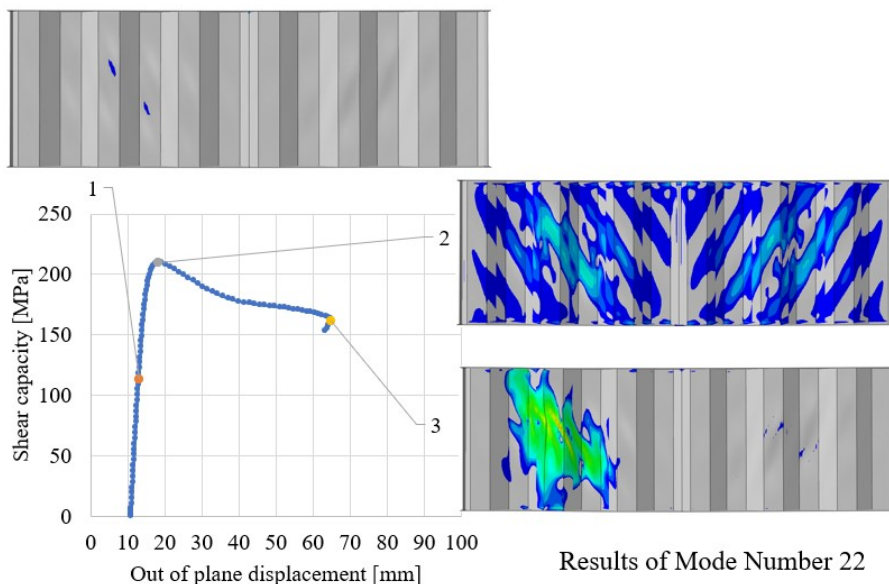 1
2
3
Shear capacity [MPa]
250
200
150
100
50
0
0 10 20 30 40 50 60 70 80 90 100
Out of plane displacement [mm]
Results of Mode Number 22